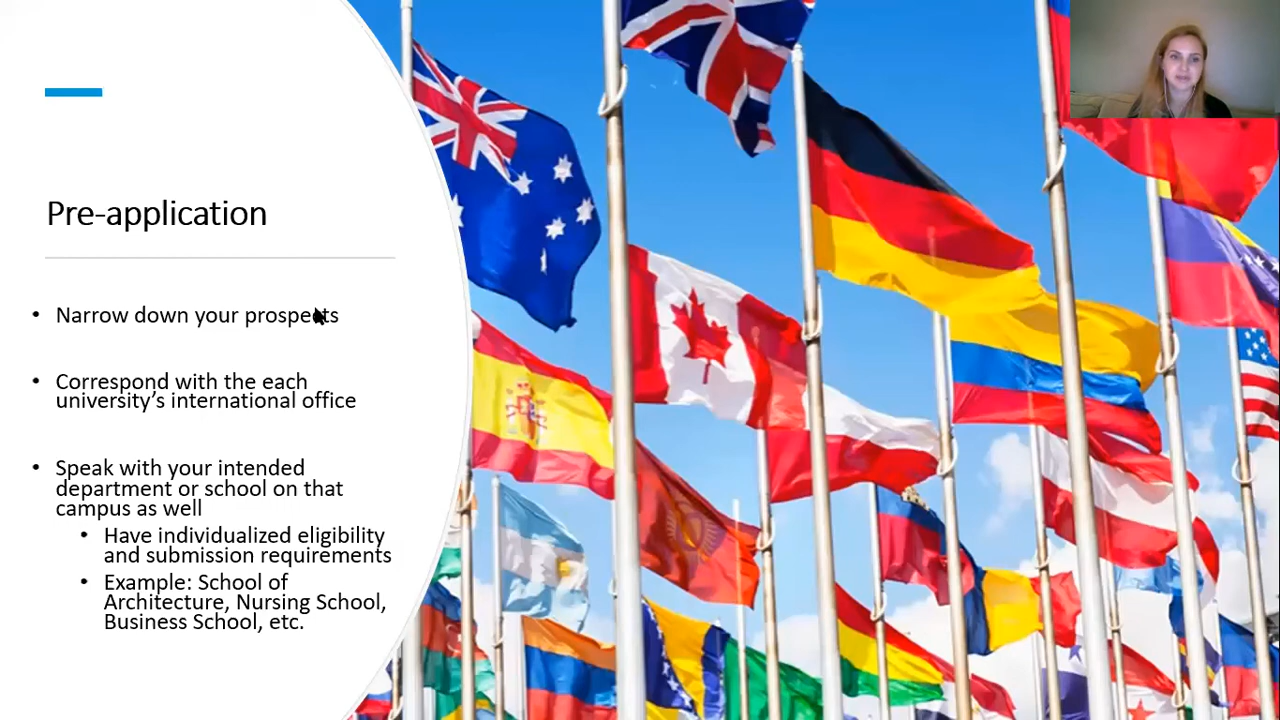 Pre-application
• Narrow down your prospects
• Correspond with the each
university's international office
• Speak with your intended
department or school on that
campus as well
• Have individualized eligibility
and submission requirements
• Example: School of
Architecture, Nursing School,
Business School, etc.